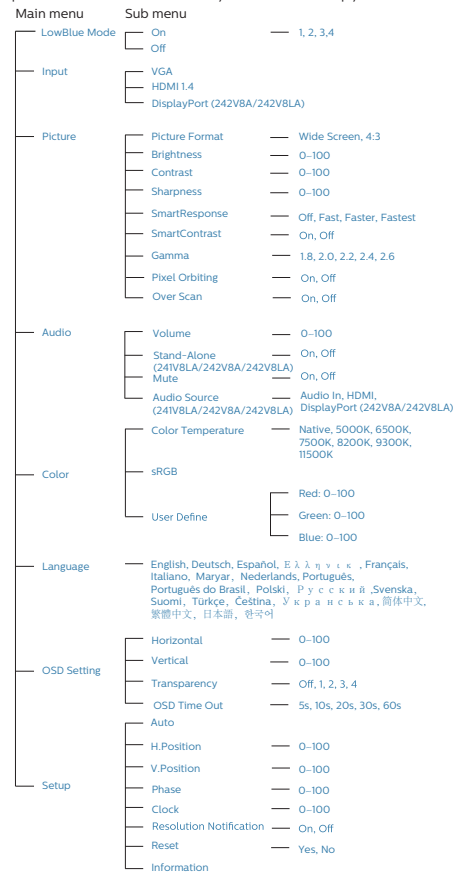 Main menu Sub menu
LowBlue Mode On 1, 2, 3,4
Off
Input VGA
HDMI 1.4
DisplayPort (242V8A/242V8LA)
Picture Picture Format Wide Screen, 4:3
Brightness 0–100
Contrast 0–100
Sharpness 0–100
SmartResponse Off, Fast, Faster, Fastest
SmartContrast On, Off
Gamma 1.8, 2.0, 2.2, 2.4, 2.6
Pixel Orbiting On, Off
Over Scan On, Off
Audio Volume 0–100
Stand-Alone On, Off
(241V8LA/242V8A/242V8LA)
Mute On, Off
Audio Source Audio In, HDMI,
(241V8LA/242V8A/242V8LA) DisplayPort (242V8A/242V8LA)
Color Temperature Native, 5000K, 6500K,
7500K, 8200K, 9300K,
11500K
Color sRGB
Red: 0–100
User Define Green: 0–100
Blue: 0–100
Language English, Deutsch, Español, Ελληνικ , Français,
Italiano, Maryar, Nederlands, Português,
Português do Brasil, Polski, Русский ,Svenska,
Suomi, Türkçe, Čeština, Українська, 简体中文,
繁體中文, 日本語, 한국어
Horizontal 0–100
Vertical 0–100
OSD Setting Transparency Off, 1, 2, 3, 4
OSD Time Out 5s, 10s, 20s, 30s, 60s
Auto
H.Position 0–100
V.Position 0–100
Setup Phase 0–100
Clock 0–100
Resolution Notification On, Off
Reset Yes, No
Information